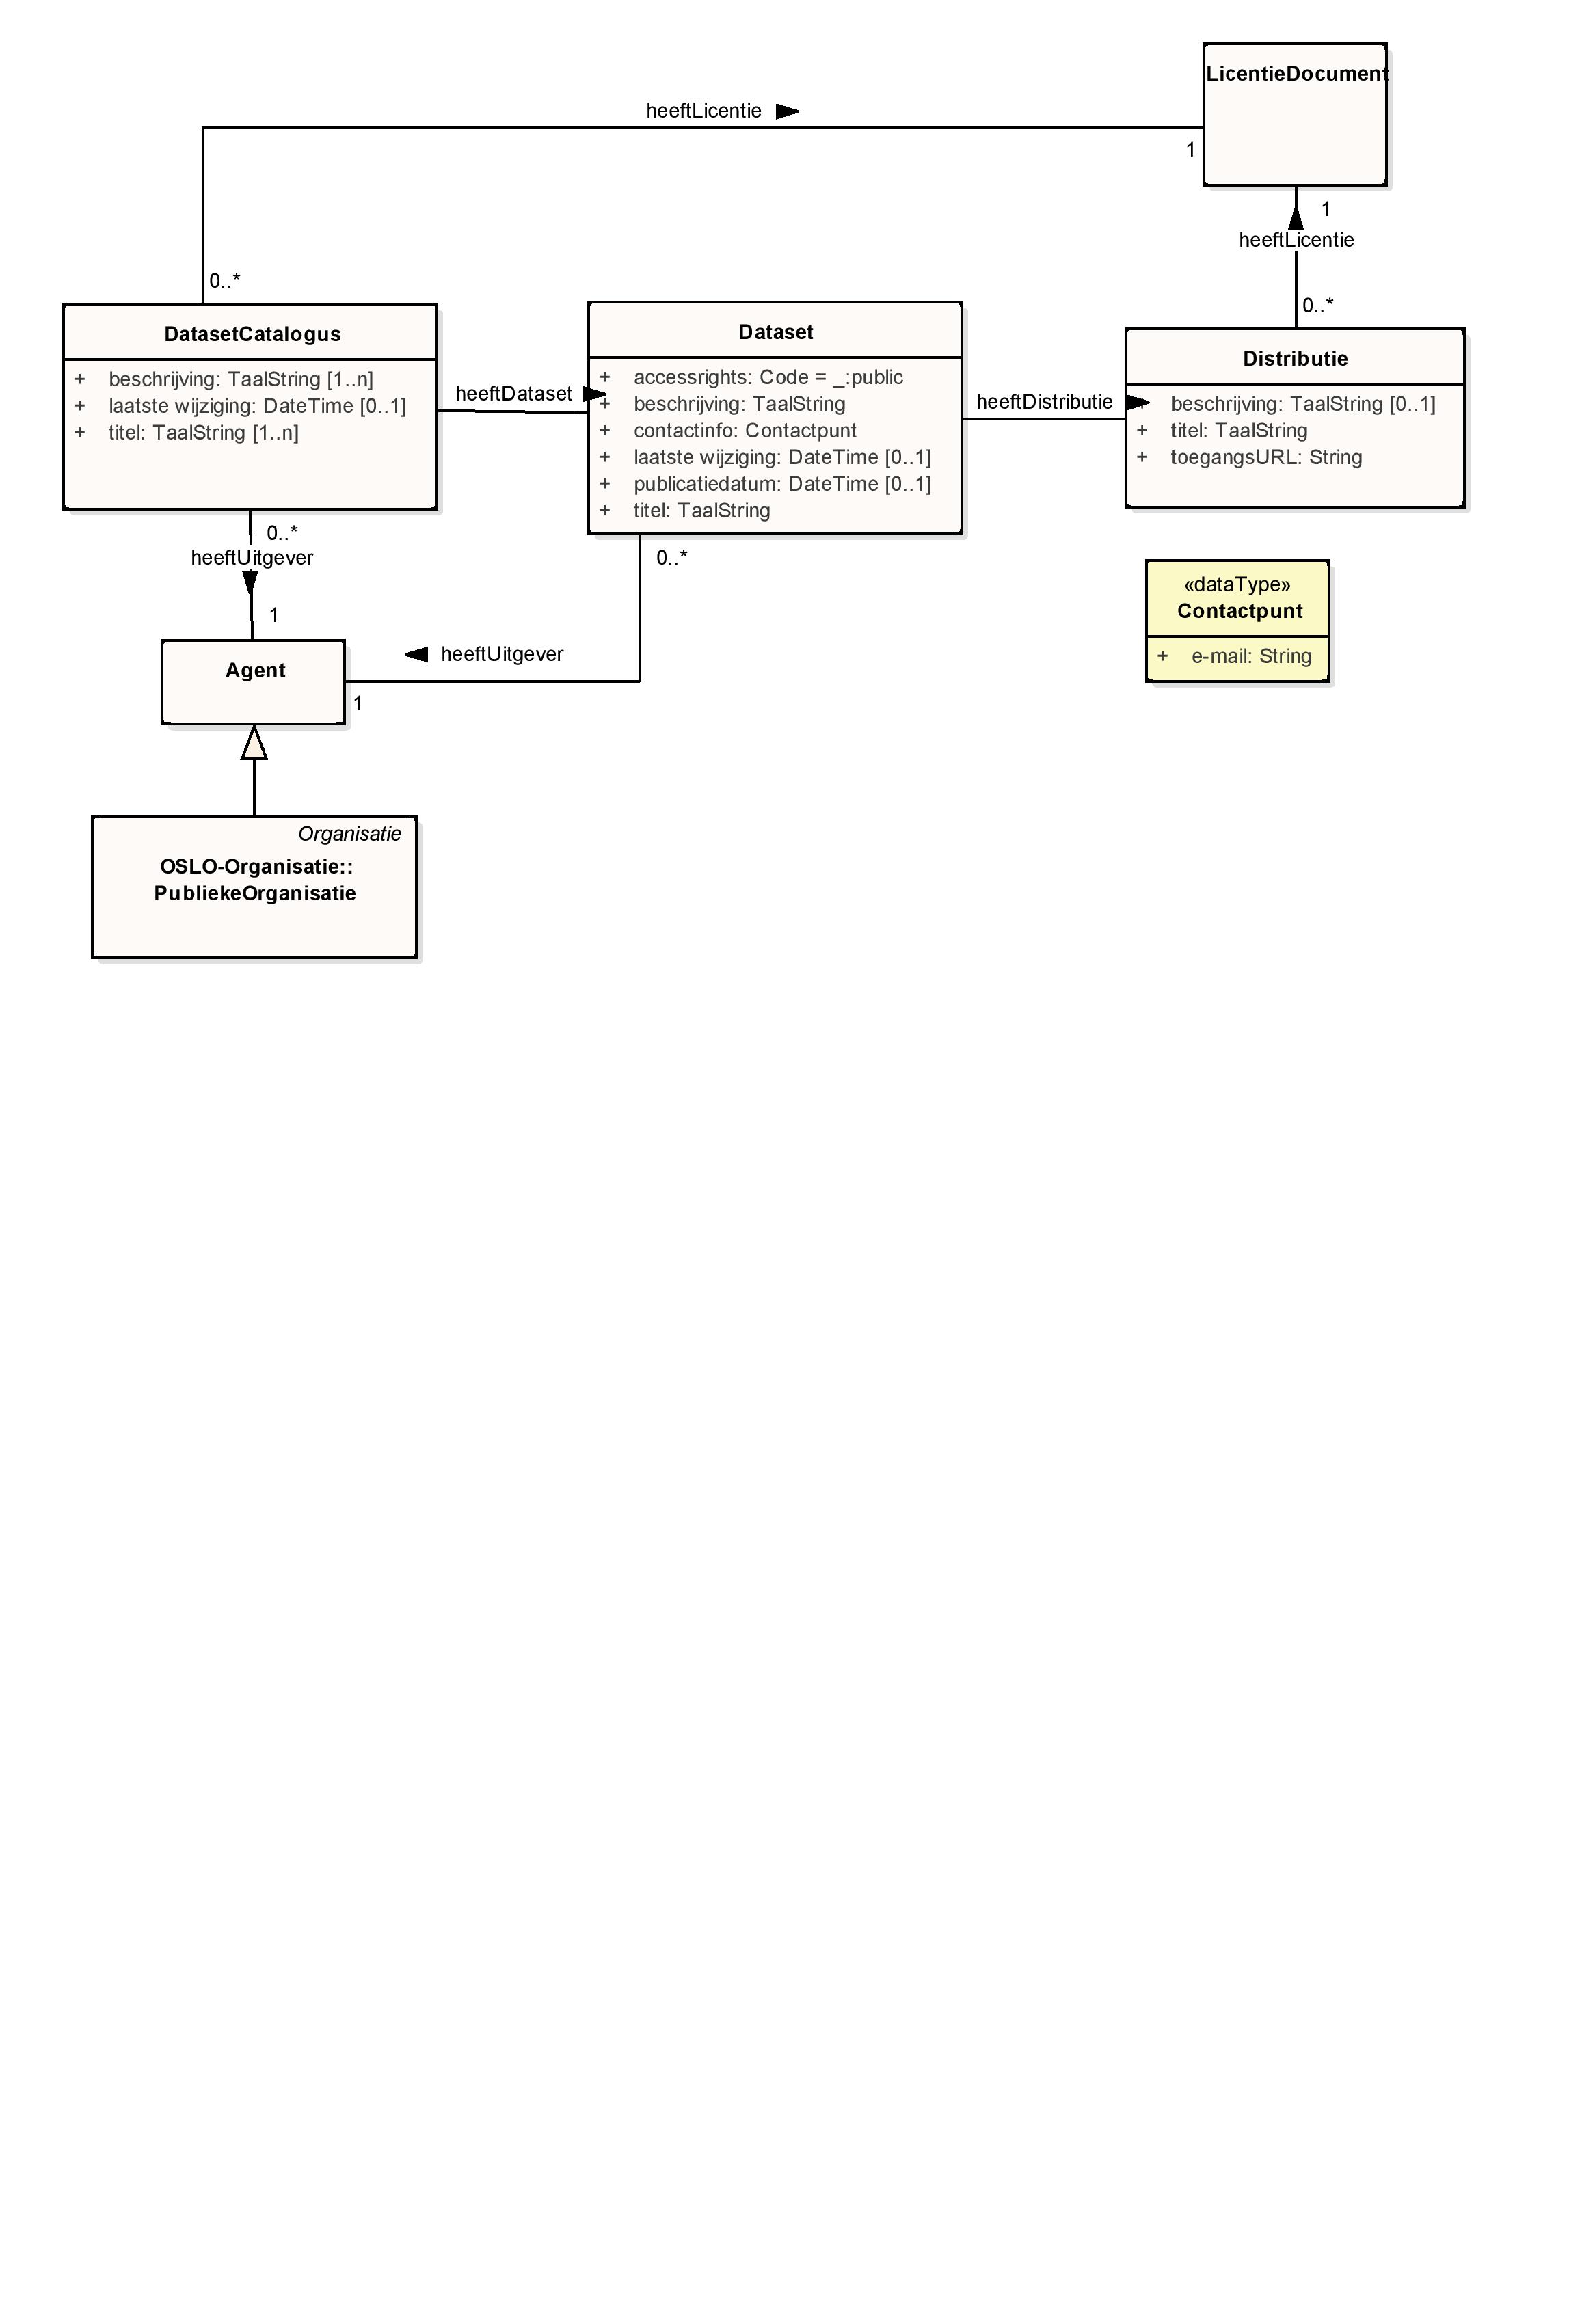 LicentieDocument
heeftLicentie
1
1
heeftLicentie
0..*
0..*
DatasetCatalogus
+ beschrijving: TaalString [1..n]
+ laatste wijziging: DateTime [0..1]
+ titel: TaalString [1..n]
heeftDataset
Dataset
+ accessrights: Code = _:public
+ beschrijving: TaalString
+ contactinfo: Contactpunt
+ laatste wijziging: DateTime [0..1]
+ publicatiedatum: DateTime [0..1]
+ titel: TaalString
heeftDistributie
Distributie
+ beschrijving: TaalString [0..1]
+ titel: TaalString
+ toegangsURL: String
0..*
heeftUitgever
1
0..*
heeftUitgever
1
«dataType»
Contactpunt
+ e-mail: String
Agent
Organisatie
OSLO-Organisatie::
PubliekeOrganisatie